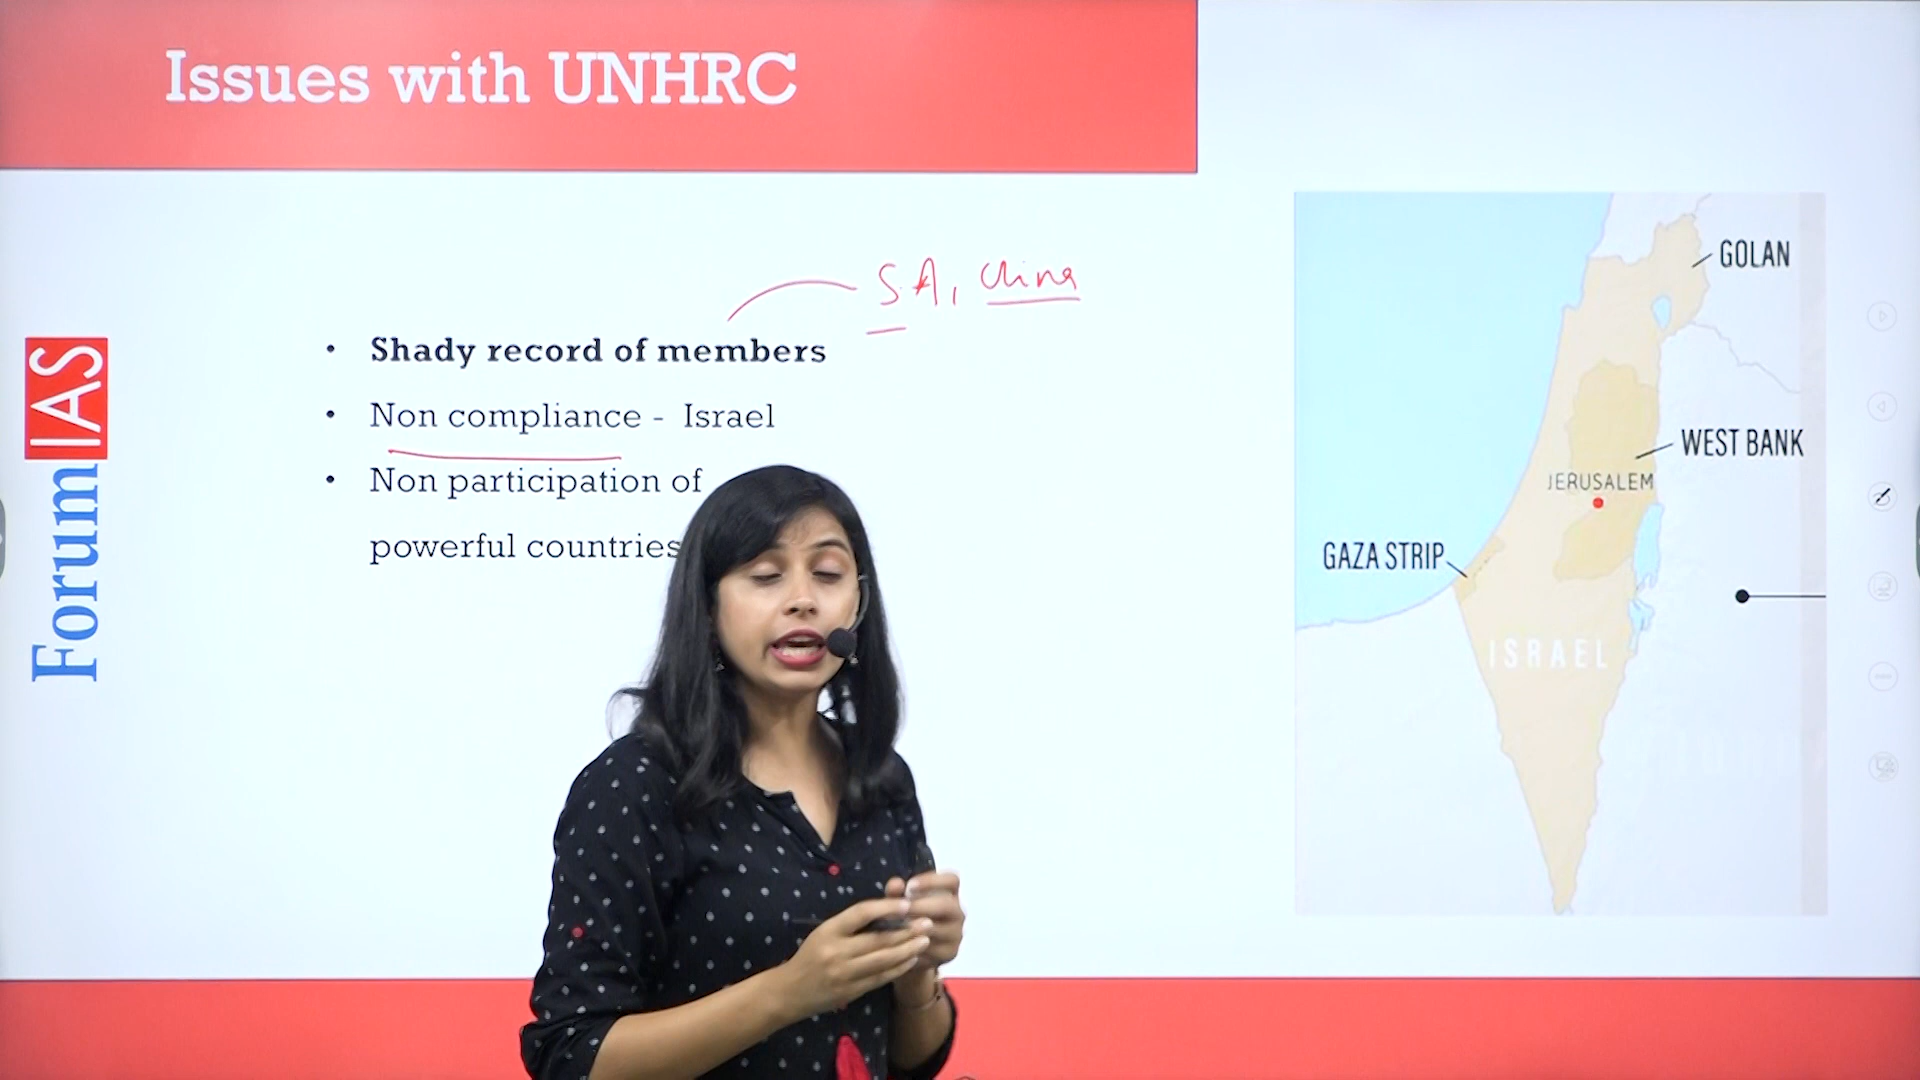 Issues with UNHRC
SA, China
• Shady record of members
• Non compliance - Israel
• Non participation of
powerful countries
ForumIAS
GOLAN
WEST BANK
JERUSALEM
GAZA STRIP
ISRAEL